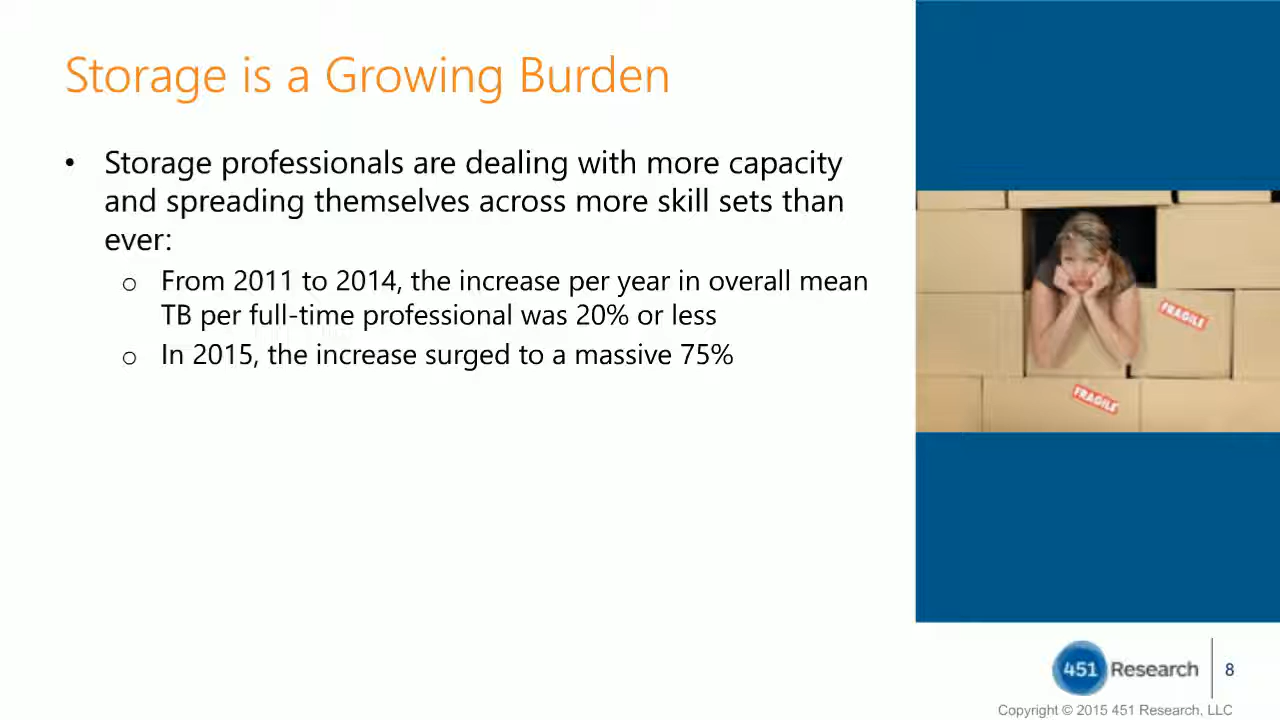 Storage is a Growing Burden
• Storage professionals are dealing with more capacity
and spreading themselves across more skill sets than
ever:
o From 2011 to 2014, the increase per year in overall mean
TB per full-time professional was 20% or less
o In 2015, the increase surged to a massive 75%
FRAGILE
FRAGILE
451 Research
8
Copyright © 2015 451 Research, LLC